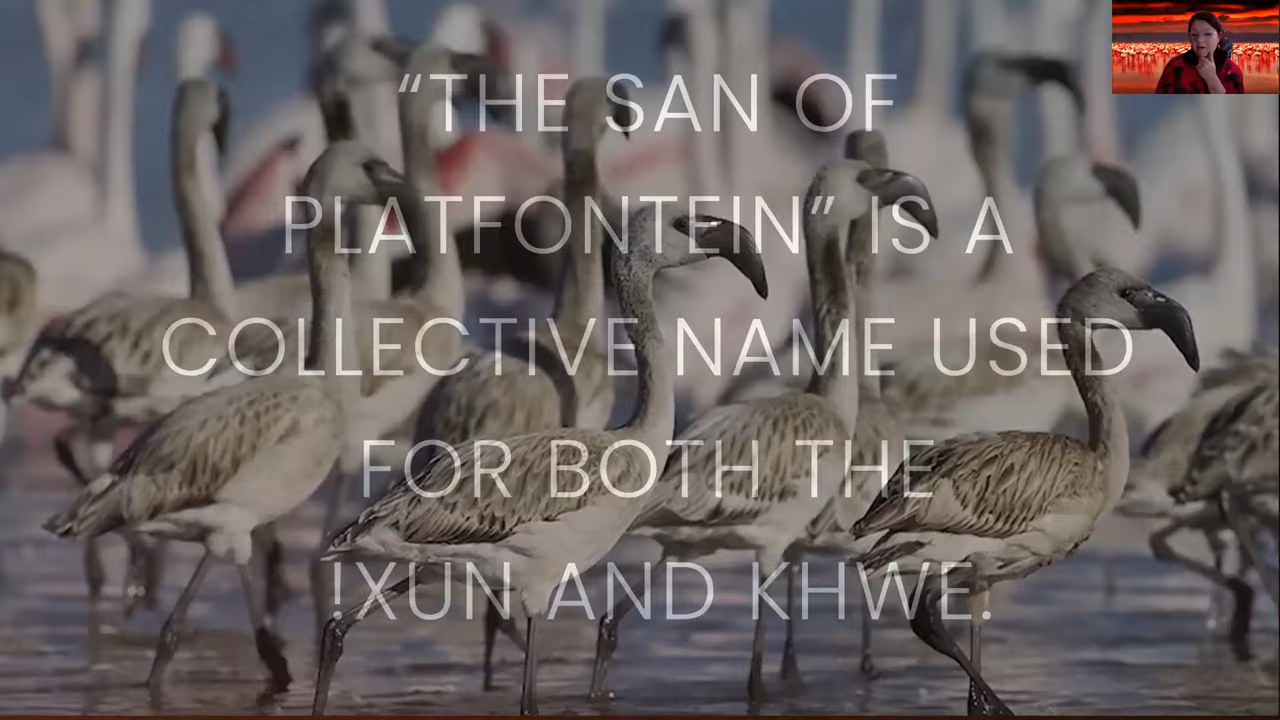 “THE SAN OF
PLATFONTEIN” IS A
COLLECTIVE NAME USED
FOR BOTH THE
!XUN AND KHWE.